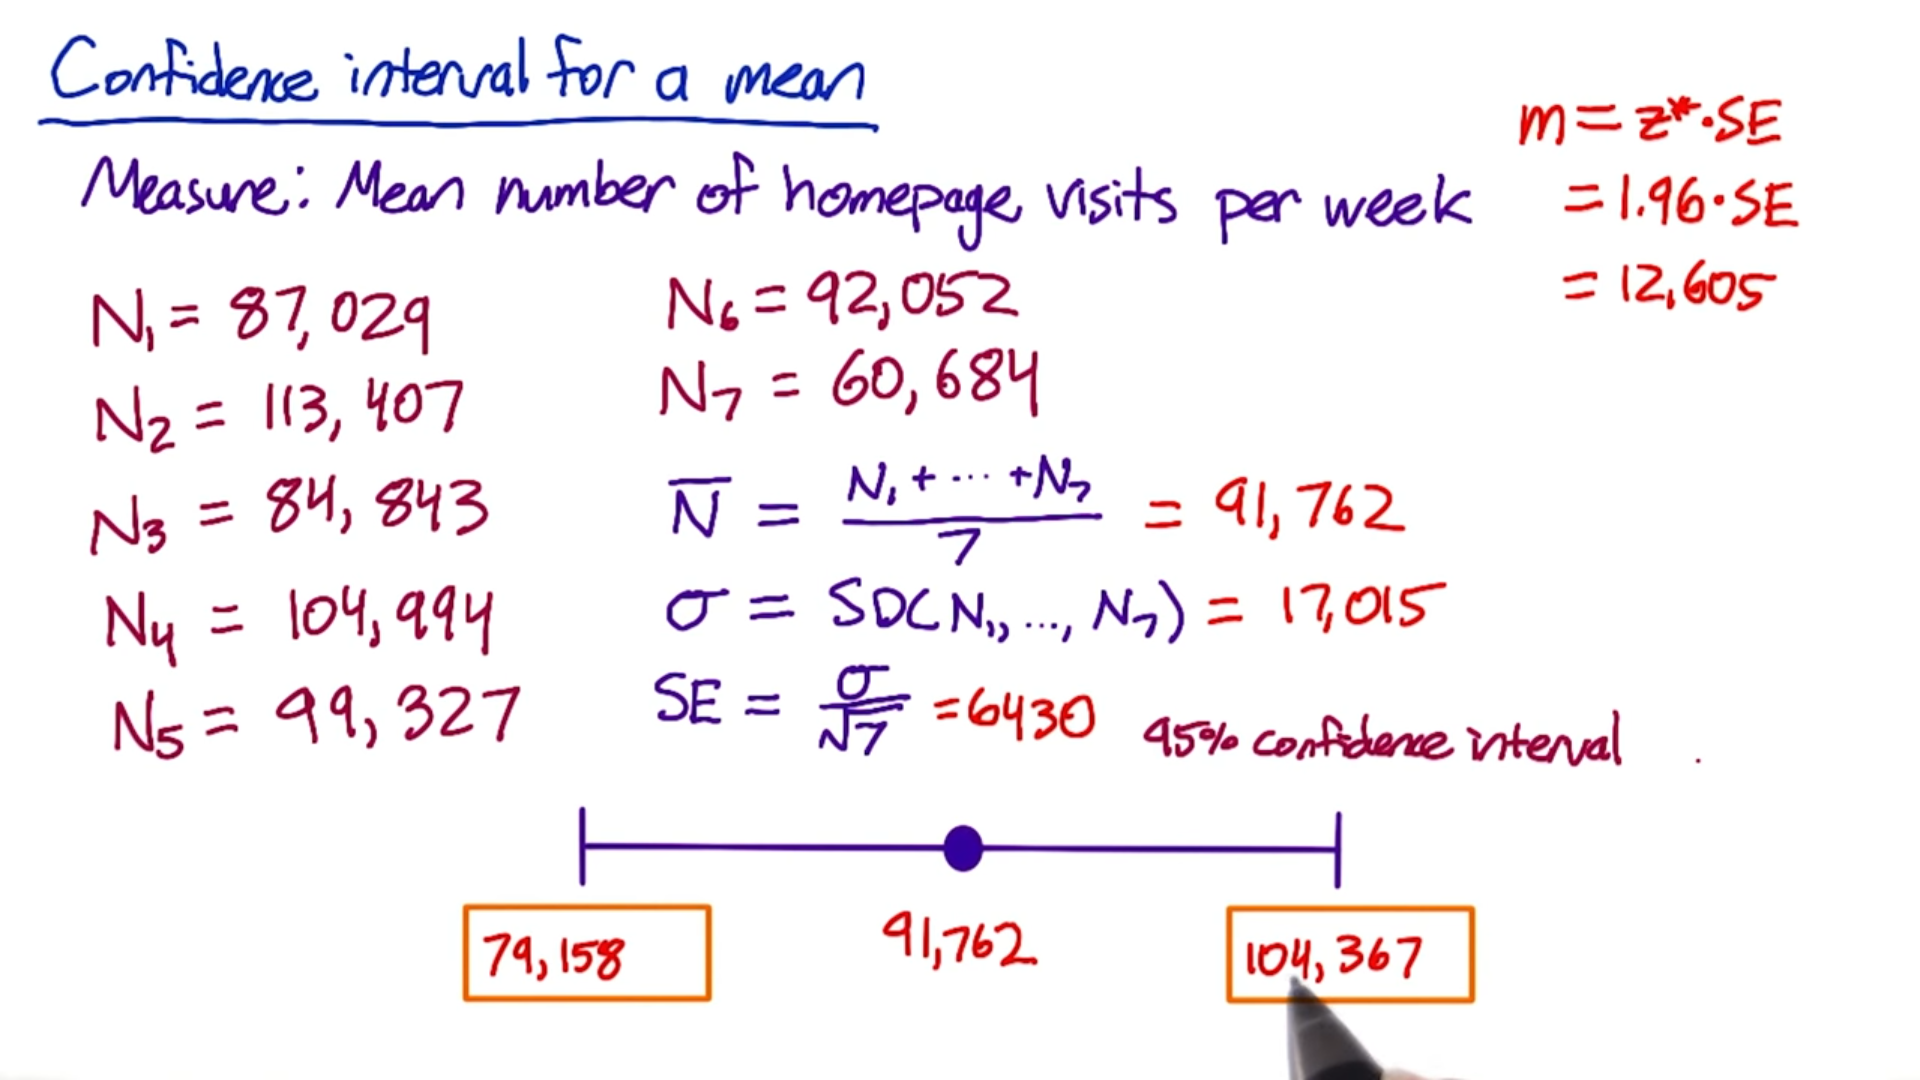 Confidence interval for a mean
Measure: Mean number of homepage visits per week
m = z*·SE
= 1.96·SE
= 12,605
N₁ = 87,029
N₂ = 113,407
N₃ = 84,843
N₄ = 104,994
N₅ = 99,327
N₆ = 92,052
N₇ = 60,684
N̅ = (N₁ + ··· + N₇) / 7 = 91,762
σ = SD(N₁, ..., N₇) = 17,015
SE = σ/√7 = 6430
95% confidence interval
79,158
91,762
104,367